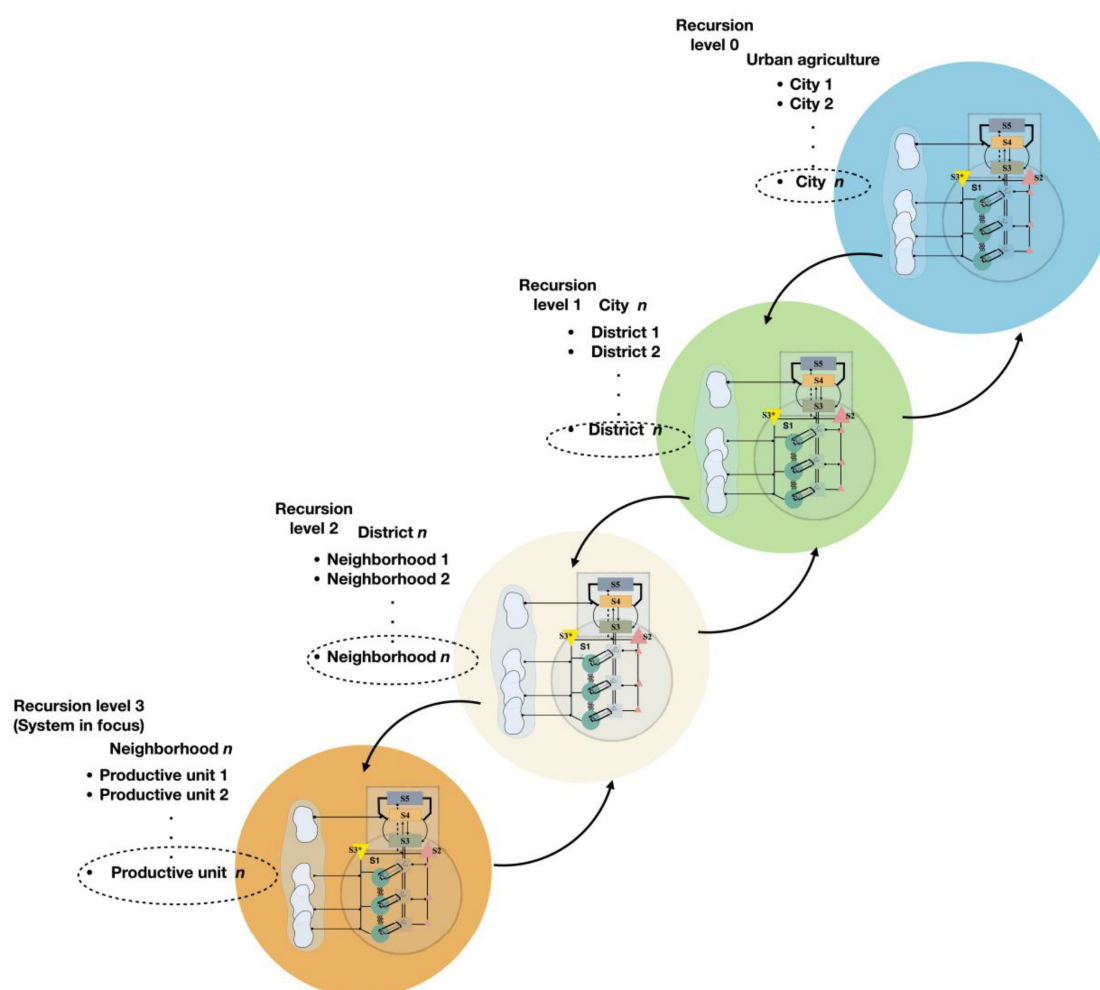 Recursion
level 0
Urban agriculture
• City 1
• City 2
.
.
.
• City n
S5
S4
S3
S3*
S2
S1
Recursion
level 1 City n
• District 1
• District 2
.
.
.
• District n
S5
S4
S3
S3*
S2
S1
Recursion
level 2
District n
• Neighborhood 1
• Neighborhood 2
.
.
.
• Neighborhood n
S5
S4
S3
S3*
S2
S1
Recursion level 3
(System in focus)
Neighborhood n
• Productive unit 1
• Productive unit 2
.
.
.
• Productive unit n
S5
S4
S3
S3*
S2
S1